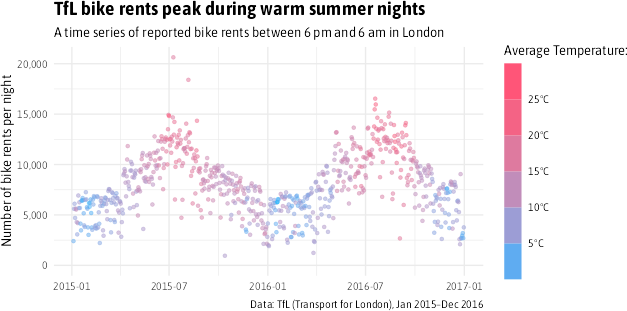 TfL bike rents peak during warm summer nights
A time series of reported bike rents between 6 pm and 6 am in London
Average Temperature:
25°C
20°C
15°C
10°C
5°C
Number of bike rents per night
20,000
15,000
10,000
5,000
0
2015-01
2015-07
2016-01
2016-07
2017-01
Data: TfL (Transport for London), Jan 2015–Dec 2016